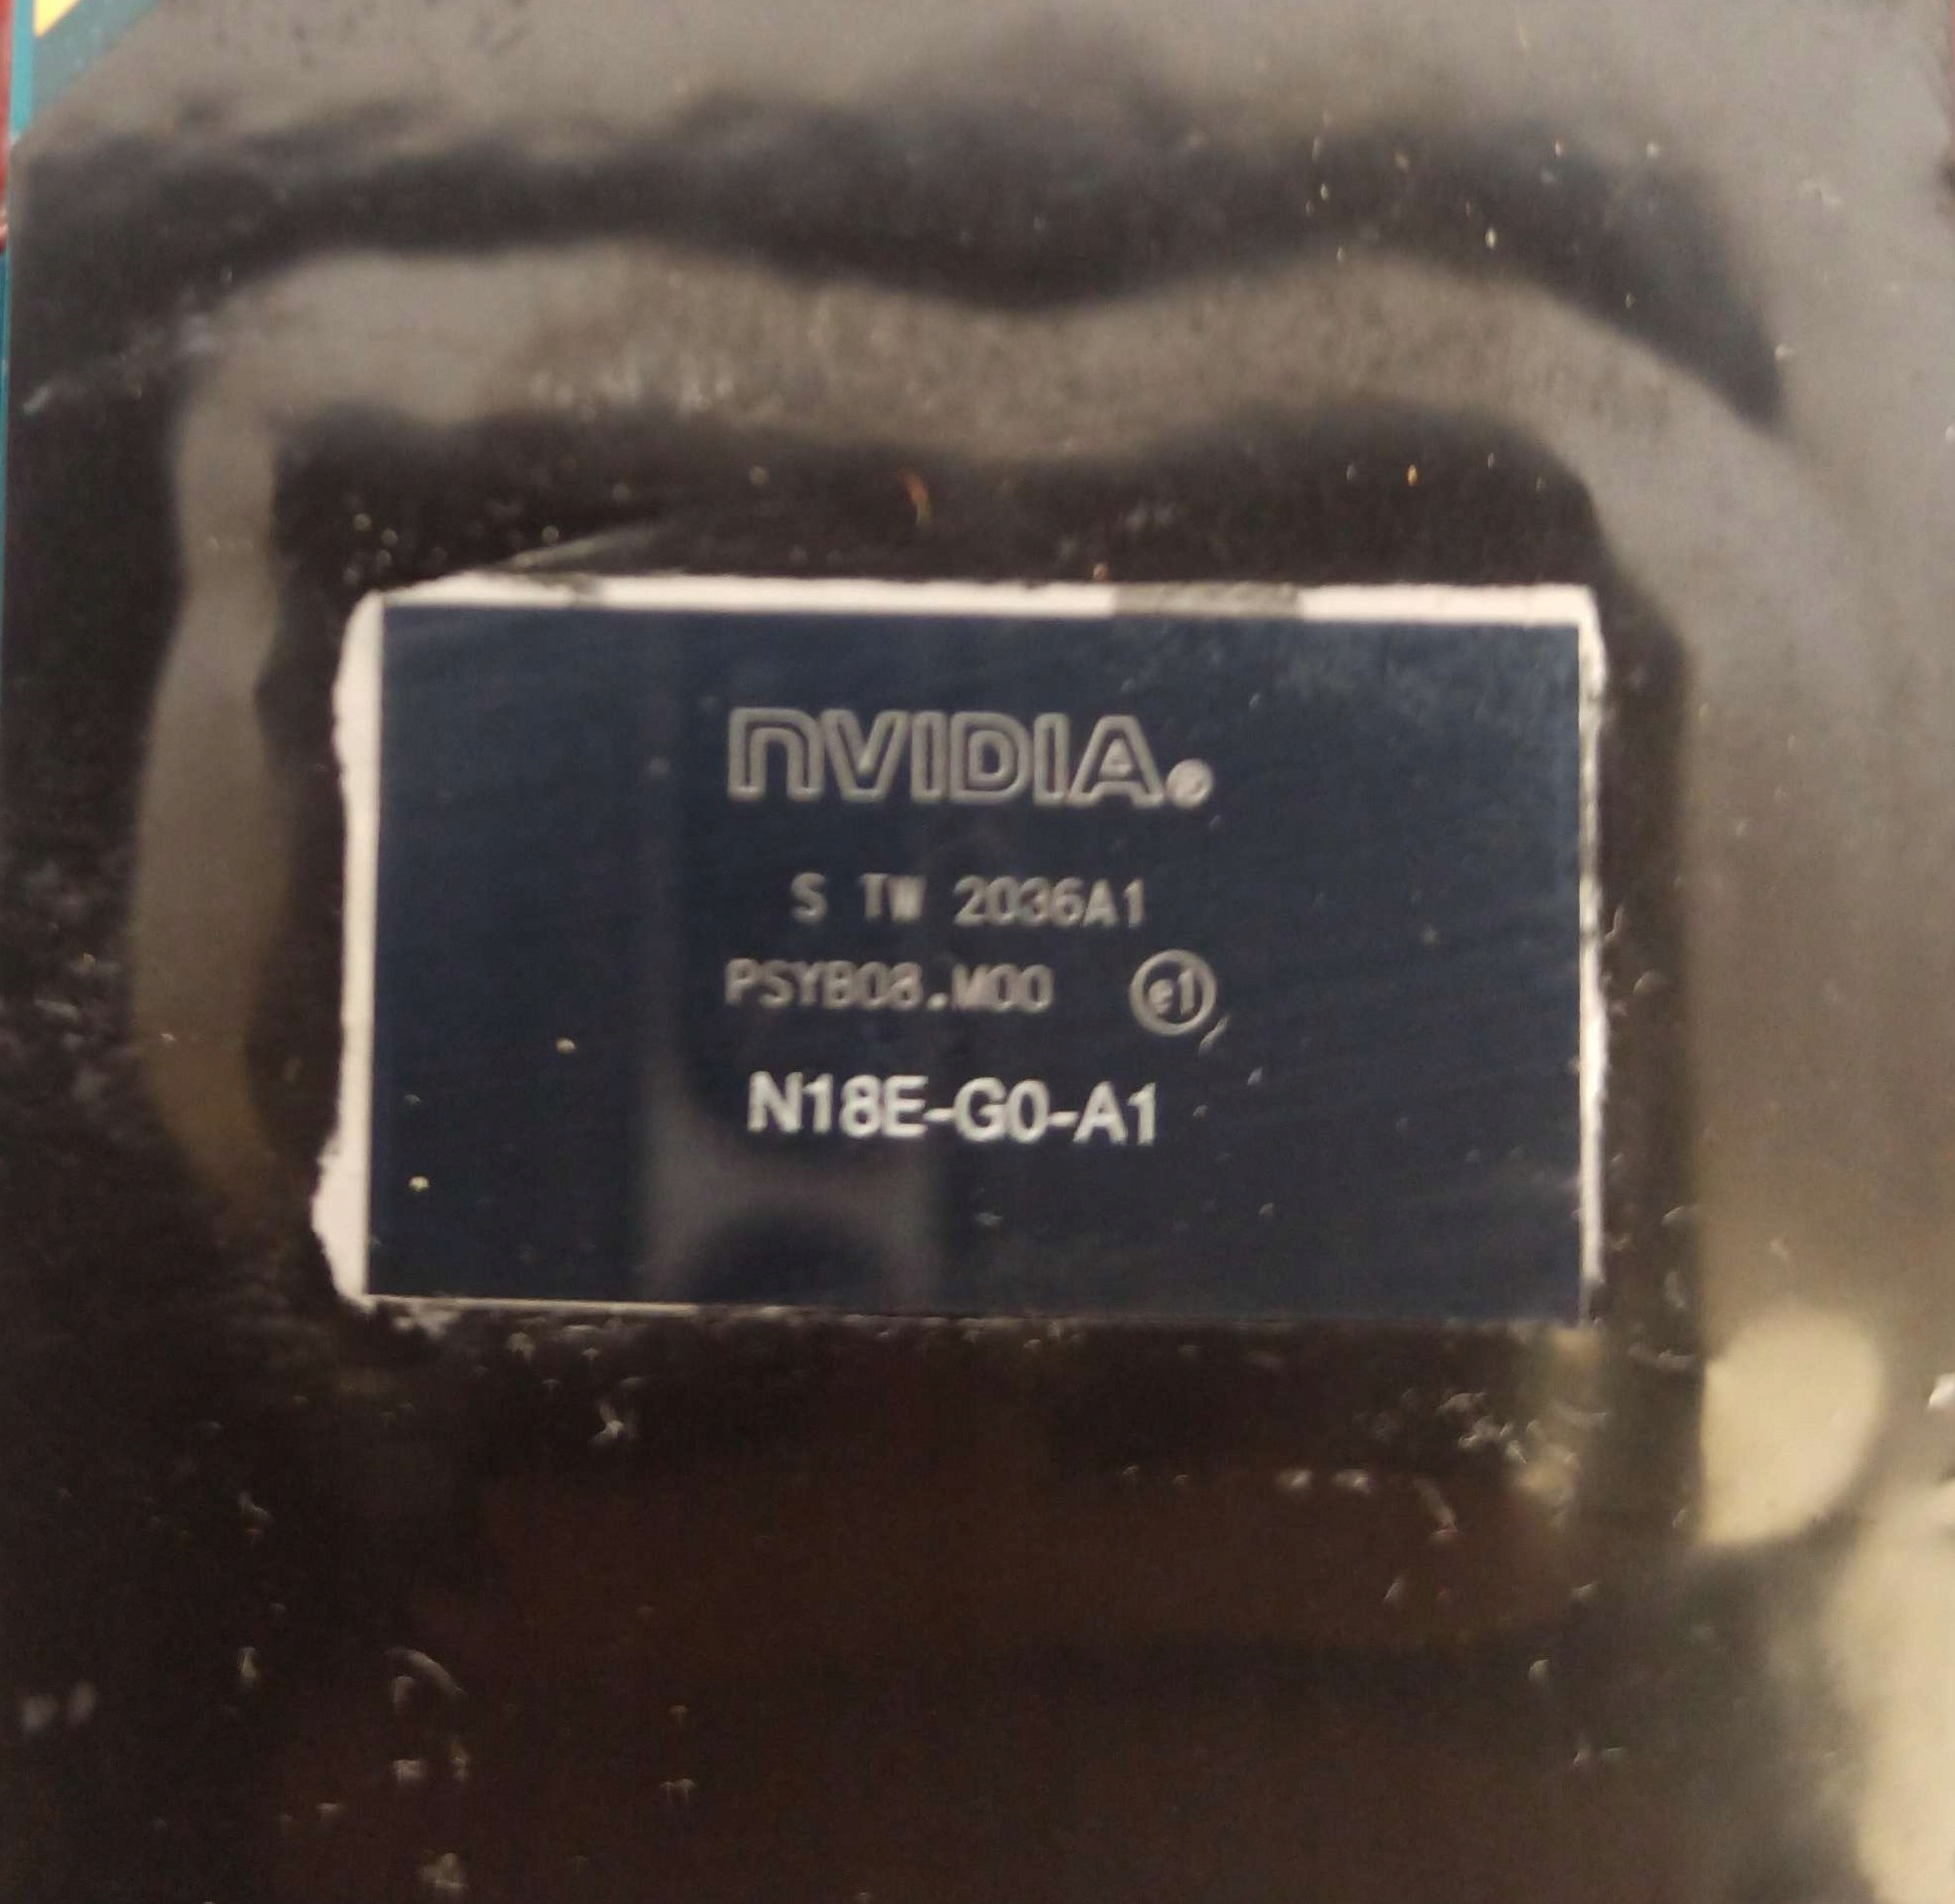 nVIDIA®
S TW 2036A1
PSYB08.M00 e1
N18E-G0-A1